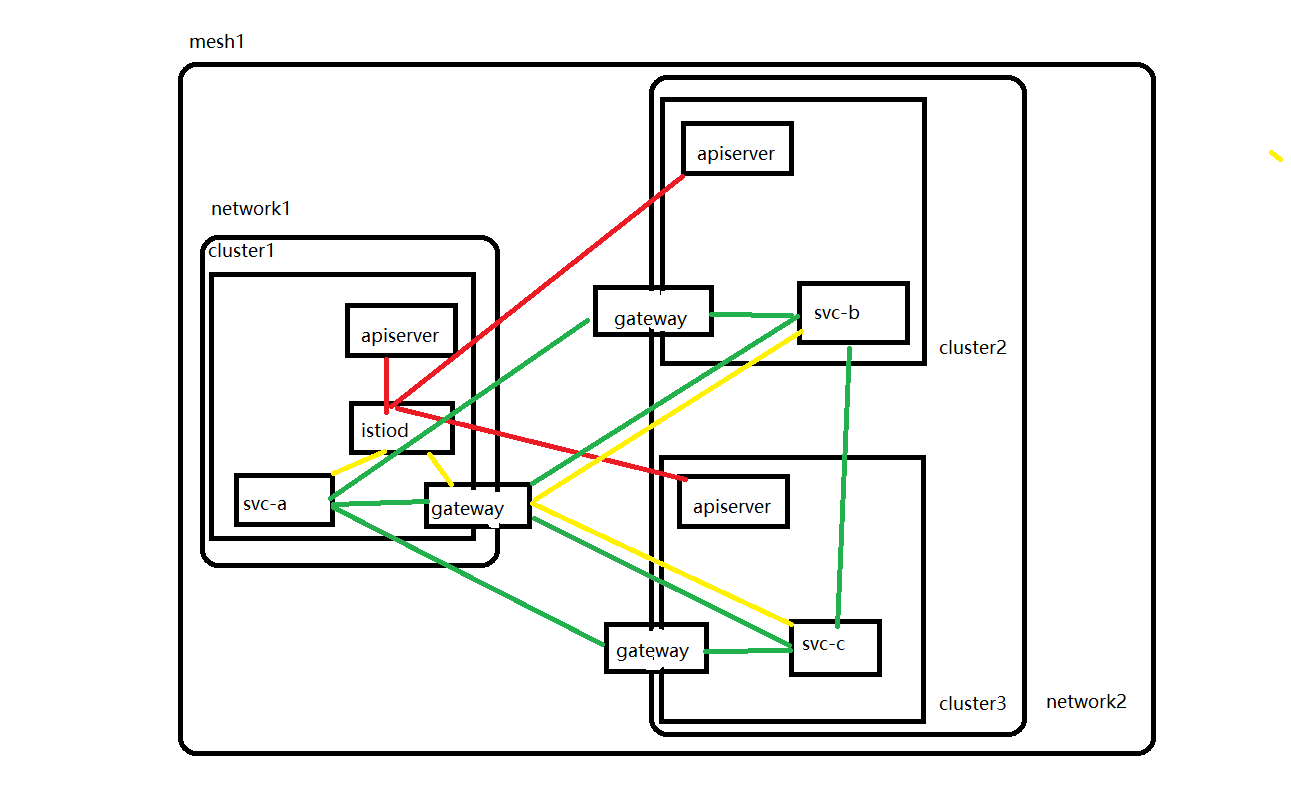 mesh1
network1
cluster1
apiserver
istiod
svc-a
gateway
apiserver
gateway
svc-b
cluster2
apiserver
gateway
svc-c
cluster3
network2